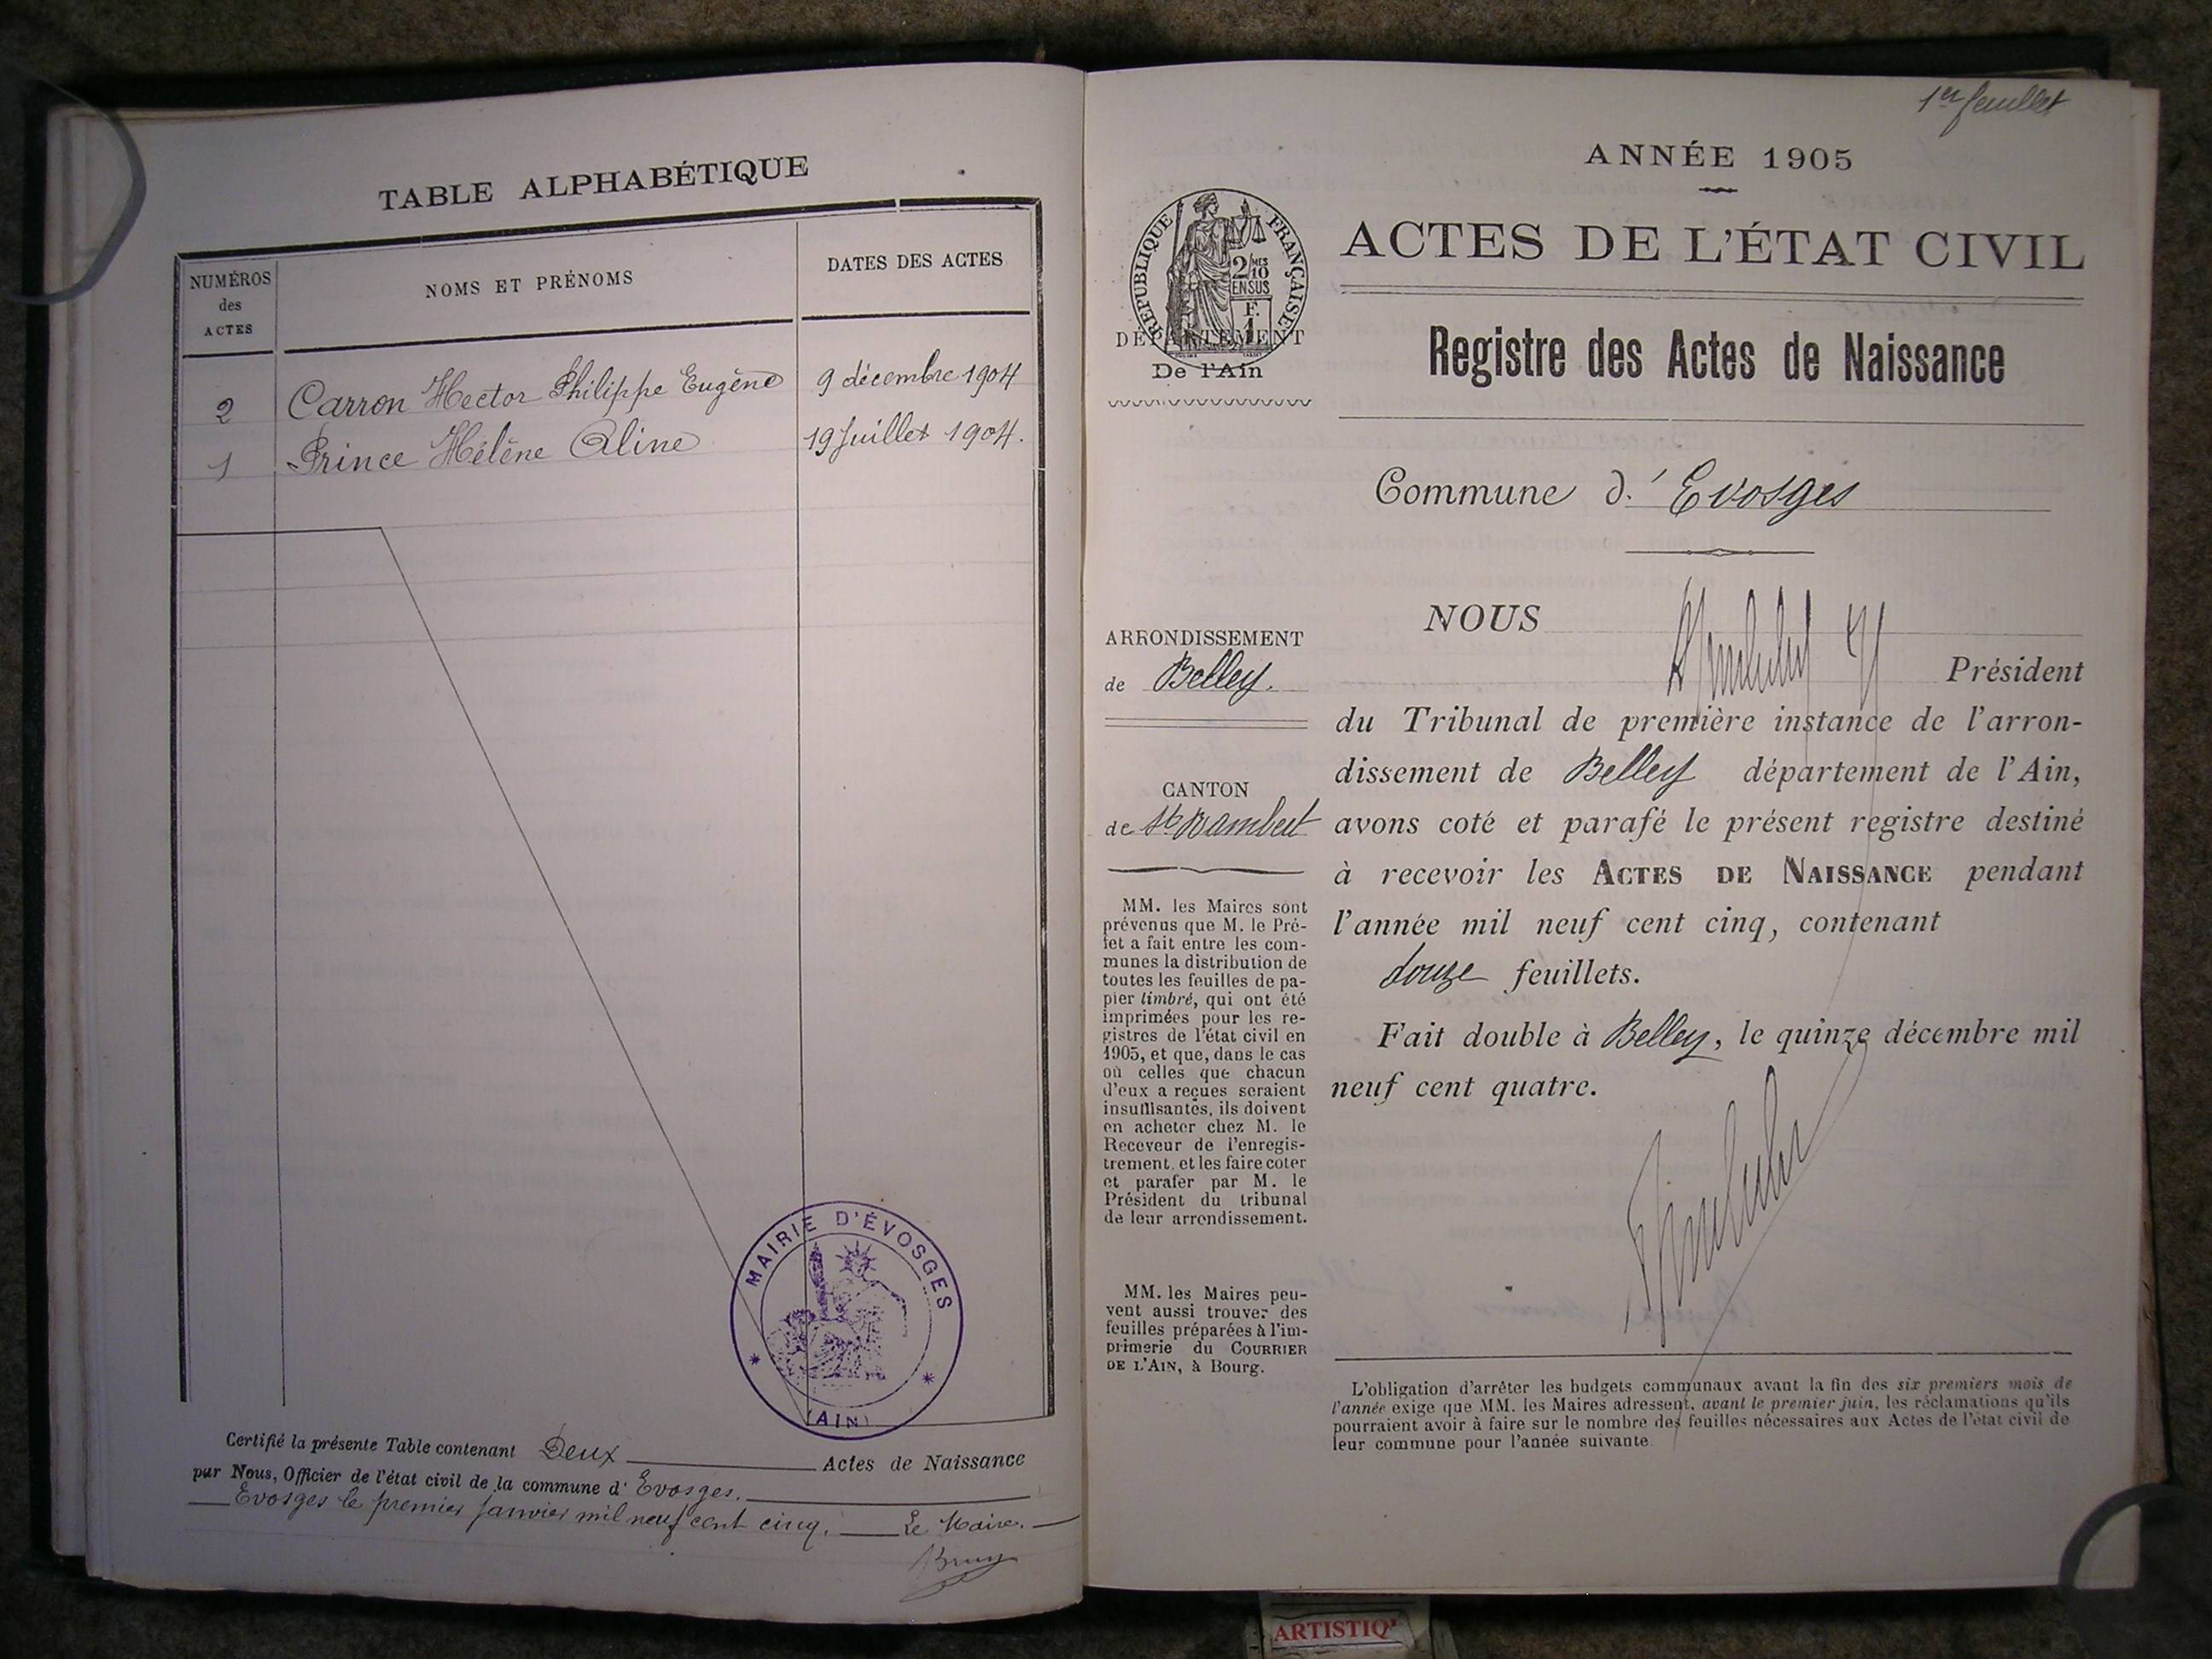 TABLE ALPHABÉTIQUE
NUMÉROS
des
ACTES
NOMS ET PRÉNOMS
DATES DES ACTES
2 Carron Hector Philippe Eugène 9 décembre 1904
1 Prince Hélène Aline 19 Juillet 1904.
MAIRIE D'ÉVOSGES
(AIN)
Certifié la présente Table contenant Deux Actes de Naissance
par Nous, Officier de l'état civil de la commune d' Evosges.
Evosges le premier janvier mil neuf cent cinq. Le Maire.
1er feuillet
ANNÉE 1905
ACTES DE L'ÉTAT CIVIL
RÉPUBLIQUE FRANÇAISE
2/10 MES
EN SUS
F.
1
DÉPARTEMENT
De l'Ain
Registre des Actes de Naissance
Commune d.' Evosges
ARRONDISSEMENT
de Belley.
CANTON
de St Rambert
MM. les Maires sont
prévenus que M. le Pré-
fet a fait entre les com-
munes la distribution de
toutes les feuilles de pa-
pier timbré, qui ont été
imprimées pour les re-
gistres de l'état civil en
1905, et que, dans le cas
où celles que chacun
d'eux a reçues seraient
insuffisantes, ils doivent
en acheter chez M. le
Receveur de l'enregis-
trement, et les faire coter
et parafer par M. le
Président du tribunal
de leur arrondissement.
MM. les Maires peu-
vent aussi trouver des
feuilles préparées à l'im-
primerie du COURRIER
DE L'AIN, à Bourg.
NOUS
Président
du Tribunal de première instance de l'arron-
dissement de Belley département de l'Ain,
avons coté et parafé le présent registre destiné
à recevoir les ACTES DE NAISSANCE pendant
l'année mil neuf cent cinq, contenant
douze feuillets.
Fait double à Belley, le quinze décembre mil
neuf cent quatre.
L'obligation d'arrêter les budgets communaux avant la fin des six premiers mois de
l'année exige que MM. les Maires adressent, avant le premier juin, les réclamations qu'ils
pourraient avoir à faire sur le nombre des feuilles nécessaires aux Actes de l'état civil de
leur commune pour l'année suivante.
ARTISTIQ